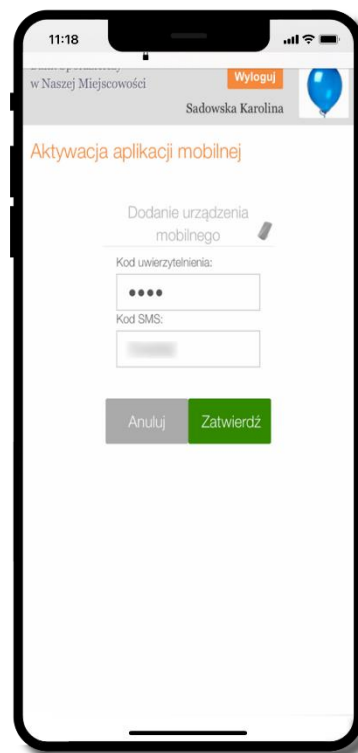 11:18
w Naszej Miejscowości
Wyloguj
Sadowska Karolina
Aktywacja aplikacji mobilnej
Dodanie urządzenia
mobilnego
Kod uwierzytelnienia:
••••
Kod SMS:
Anuluj
Zatwierdź